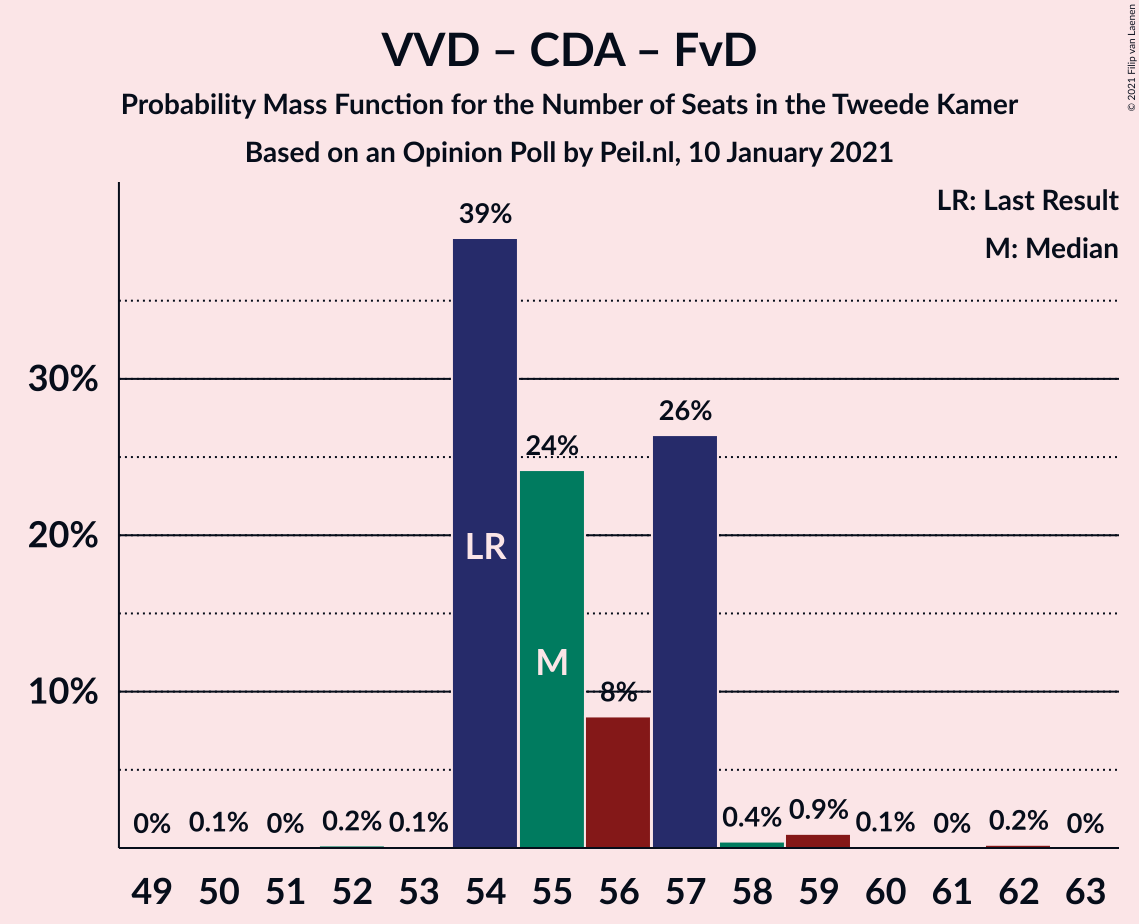 VVD – CDA – FvD
Probability Mass Function for the Number of Seats in the Tweede Kamer
Based on an Opinion Poll by Peil.nl, 10 January 2021
© 2021 Filip van Laenen
LR: Last Result
M: Median
39%
30%
26%
24%
20%
LR
M
10%
8%
0% 0.1% 0% 0.2% 0.1% 0.4% 0.9% 0.1% 0% 0.2% 0%
49 50 51 52 53 54 55 56 57 58 59 60 61 62 63